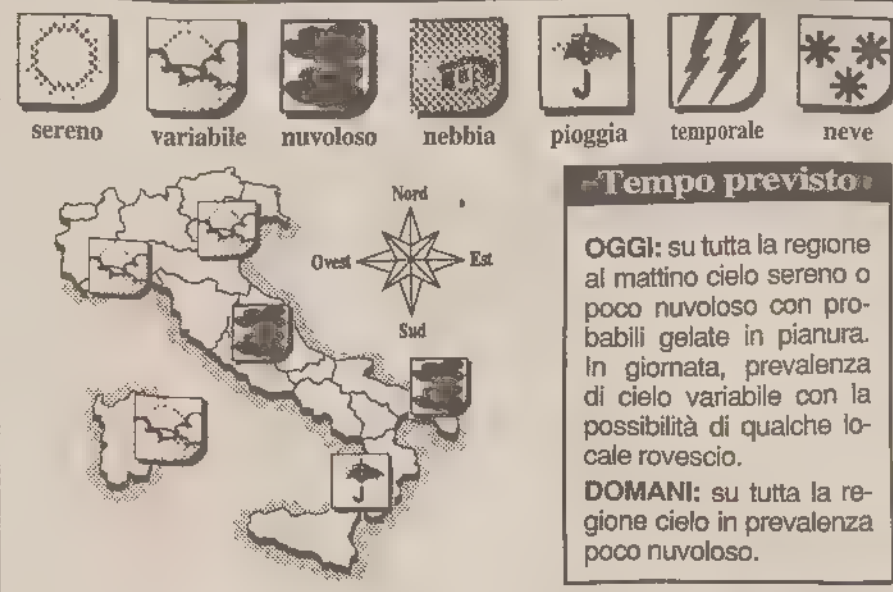 sereno variabile nuvoloso nebbia pioggia temporale neve
Nord
Ovest Est
Sud
Tempo previsto
OGGI: su tutta la regione
al mattino cielo sereno o
poco nuvoloso con pro-
babili gelate in pianura.
In giornata, prevalenza
di cielo variabile con la
possibilità di qualche lo-
cale rovescio.
DOMANI: su tutta la re-
gione cielo in prevalenza
poco nuvoloso.